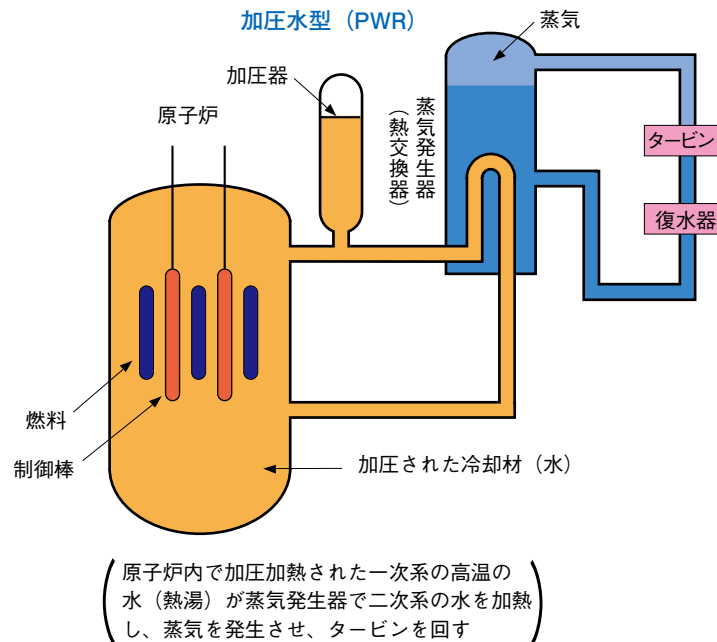 加圧水型（PWR）
蒸気
加圧器
原子炉
蒸気発生器
（熱交換器）
タービン
復水器
燃料
制御棒
加圧された冷却材（水）
原子炉内で加圧加熱された一次系の高温の
水（熱湯）が蒸気発生器で二次系の水を加熱
し、蒸気を発生させ、タービンを回す